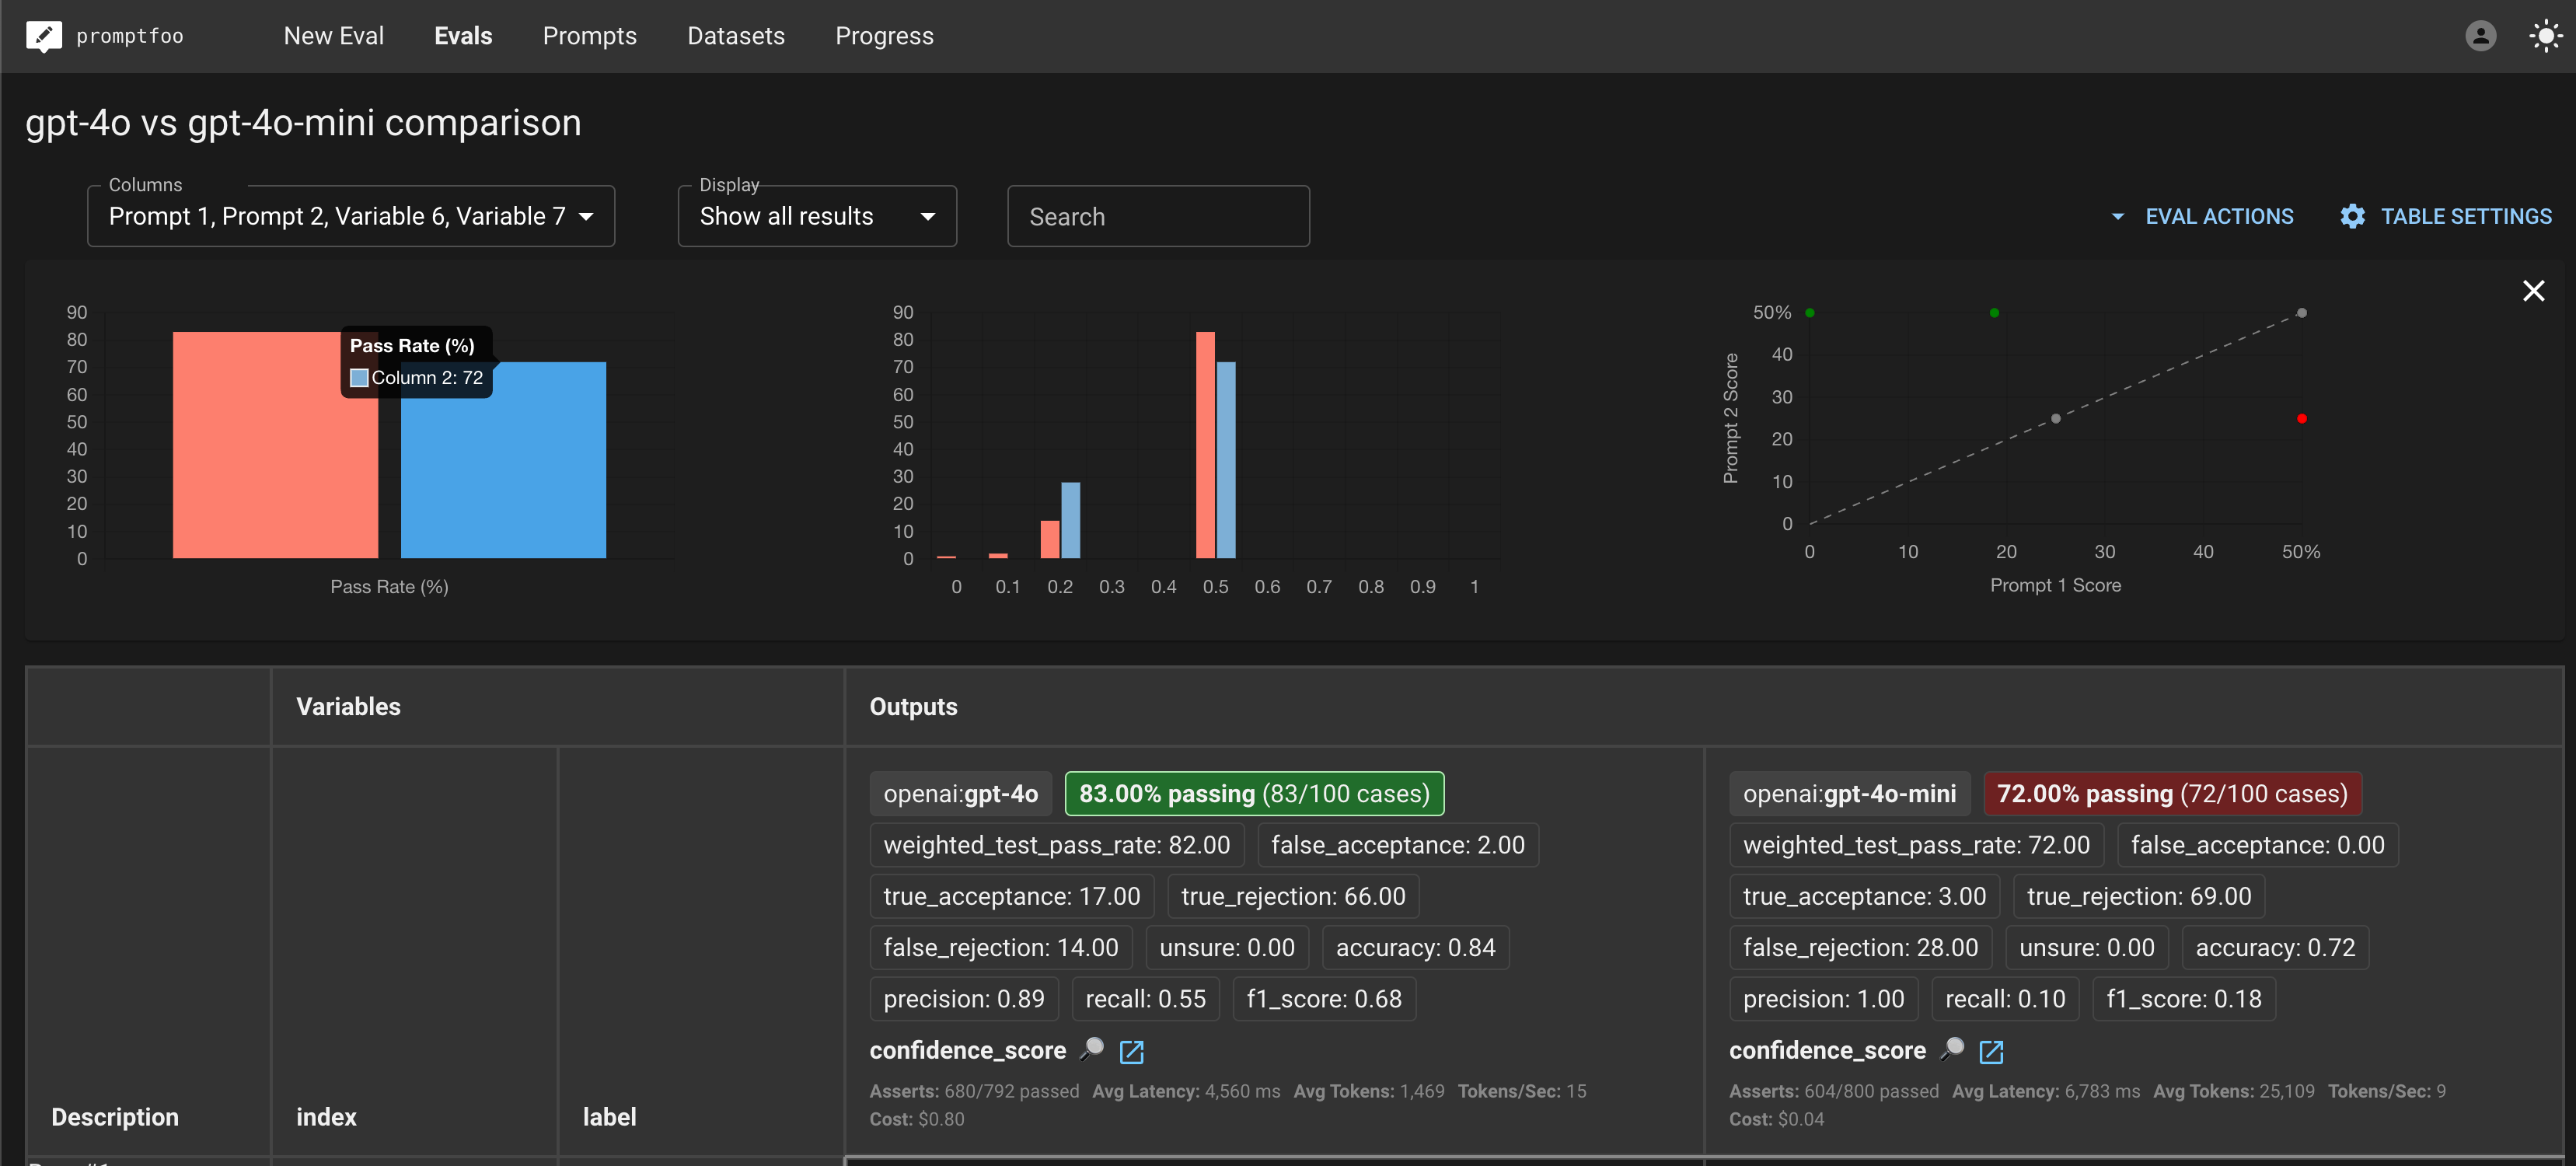 promptfoo
New Eval
Evals
Prompts
Datasets
Progress
gpt-4o vs gpt-4o-mini comparison
Columns
Prompt 1, Prompt 2, Variable 6, Variable 7
Display
Show all results
Search
EVAL ACTIONS
TABLE SETTINGS
90
80
70
60
50
40
30
20
10
0
Pass Rate (%)
Column 2: 72
Pass Rate (%)
90
80
70
60
50
40
30
20
10
0
0 0.1 0.2 0.3 0.4 0.5 0.6 0.7 0.8 0.9 1
Prompt 2 Score
50%
40
30
20
10
0
0 10 20 30 40 50%
Prompt 1 Score
Variables
Outputs
Description
index
label
openai:gpt-4o 83.00% passing (83/100 cases)
weighted_test_pass_rate: 82.00 false_acceptance: 2.00
true_acceptance: 17.00 true_rejection: 66.00
false_rejection: 14.00 unsure: 0.00 accuracy: 0.84
precision: 0.89 recall: 0.55 f1_score: 0.68
confidence_score
Asserts: 680/792 passed Avg Latency: 4,560 ms Avg Tokens: 1,469 Tokens/Sec: 15
Cost: $0.80
openai:gpt-4o-mini 72.00% passing (72/100 cases)
weighted_test_pass_rate: 72.00 false_acceptance: 0.00
true_acceptance: 3.00 true_rejection: 69.00
false_rejection: 28.00 unsure: 0.00 accuracy: 0.72
precision: 1.00 recall: 0.10 f1_score: 0.18
confidence_score
Asserts: 604/800 passed Avg Latency: 6,783 ms Avg Tokens: 25,109 Tokens/Sec: 9
Cost: $0.04